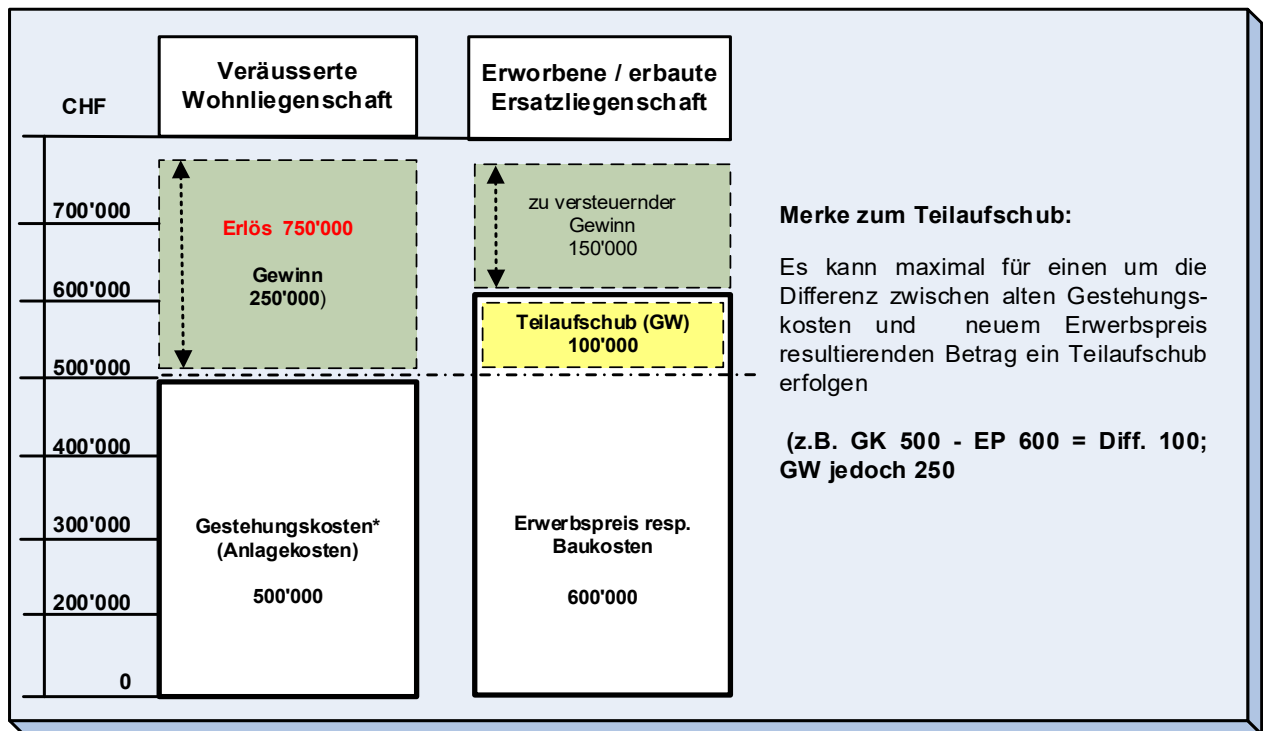 CHF
Veräusserte
Wohnliegenschaft
Erworbene / erbaute
Ersatzliegenschaft
700'000
600'000
500'000
400'000
300'000
200'000
0
Erlös 750'000
Gewinn
250'000)
Gestehungskosten*
(Anlagekosten)
500'000
zu versteuernder
Gewinn
150'000
Teilaufschub (GW)
100'000
Erwerbspreis resp.
Baukosten
600'000
Merke zum Teilaufschub:
Es kann maximal für einen um die
Differenz zwischen alten Gestehungs-
kosten und neuem Erwerbspreis
resultierenden Betrag ein Teilaufschub
erfolgen
(z.B. GK 500 - EP 600 = Diff. 100;
GW jedoch 250